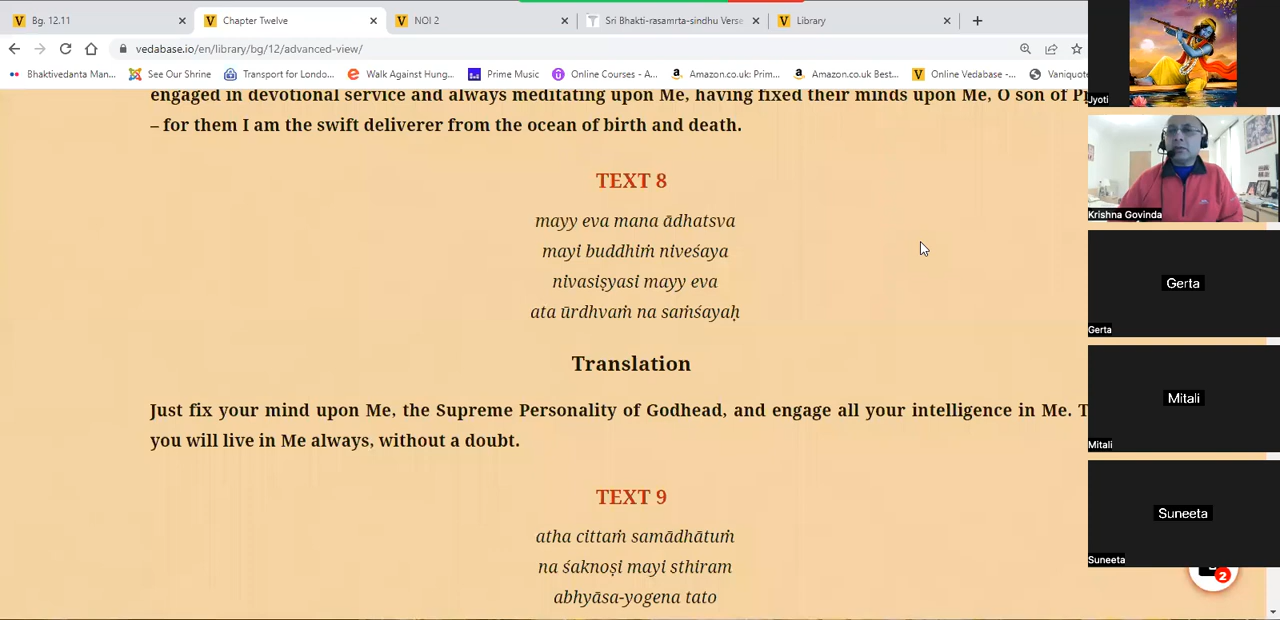 Bg. 12.11
Chapter Twelve
NOI 2
Sri Bhakti-rasamrta-sindhu Verse
Library
vedabase.io/en/library/bg/12/advanced-view/
Bhaktivedanta Man...
See Our Shrine
Transport for Londo...
Walk Against Hung...
Prime Music
Online Courses - A...
Amazon.co.uk: Prim...
Amazon.co.uk Best...
Online Vedabase -...
Vaniquote
engaged in devotional service and always meditating upon Me, having fixed their minds upon Me, O son of
– for them I am the swift deliverer from the ocean of birth and death.
TEXT 8
mayy eva mana ādhatsva
mayi buddhiṁ niveśaya
nivasiṣyasi mayy eva
ata ūrdhvaṁ na saṁśayaḥ
Translation
Just fix your mind upon Me, the Supreme Personality of Godhead, and engage all your intelligence in Me.
you will live in Me always, without a doubt.
TEXT 9
atha cittaṁ samādhātuṁ
na śaknoṣi mayi sthiram
abhyāsa-yogena tato
Jyoti
Krishna Govinda
Gerta
Gerta
Mitali
Mitali
Suneeta
Suneeta
2